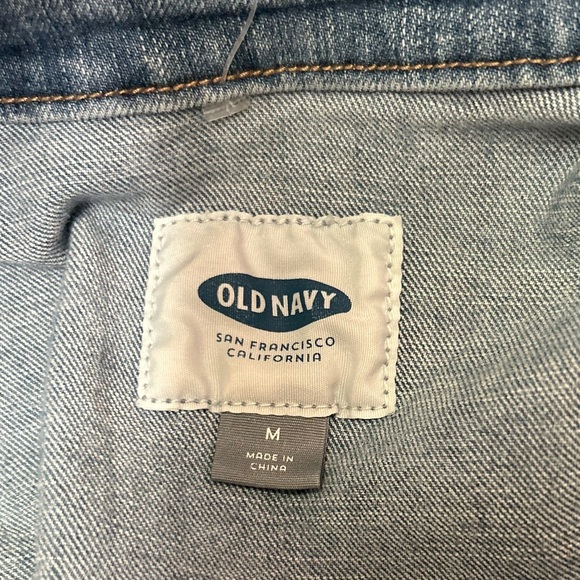 OLD NAVY
SAN FRANCISCO
CALIFORNIA
M
MADE IN
CHINA